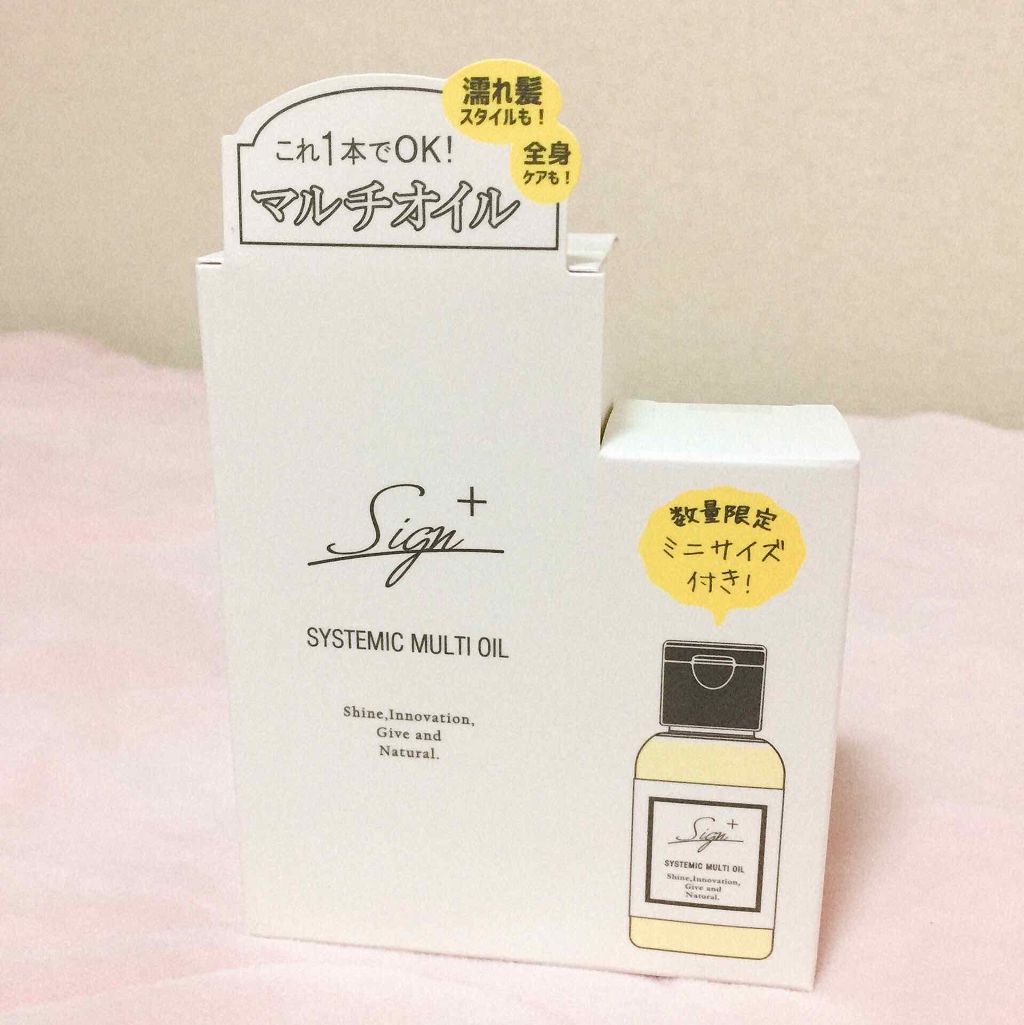 濡れ髪
スタイルも!
全身
ケアも!
これ1本でOK!
マルチオイル
Sign+
SYSTEMIC MULTI OIL
Shine,Innovation,
Give and
Natural.
数量限定
ミニサイズ
付き!
Sign+
SYSTEMIC MULTI OIL
Shine,Innovation,
Give and
Natural.